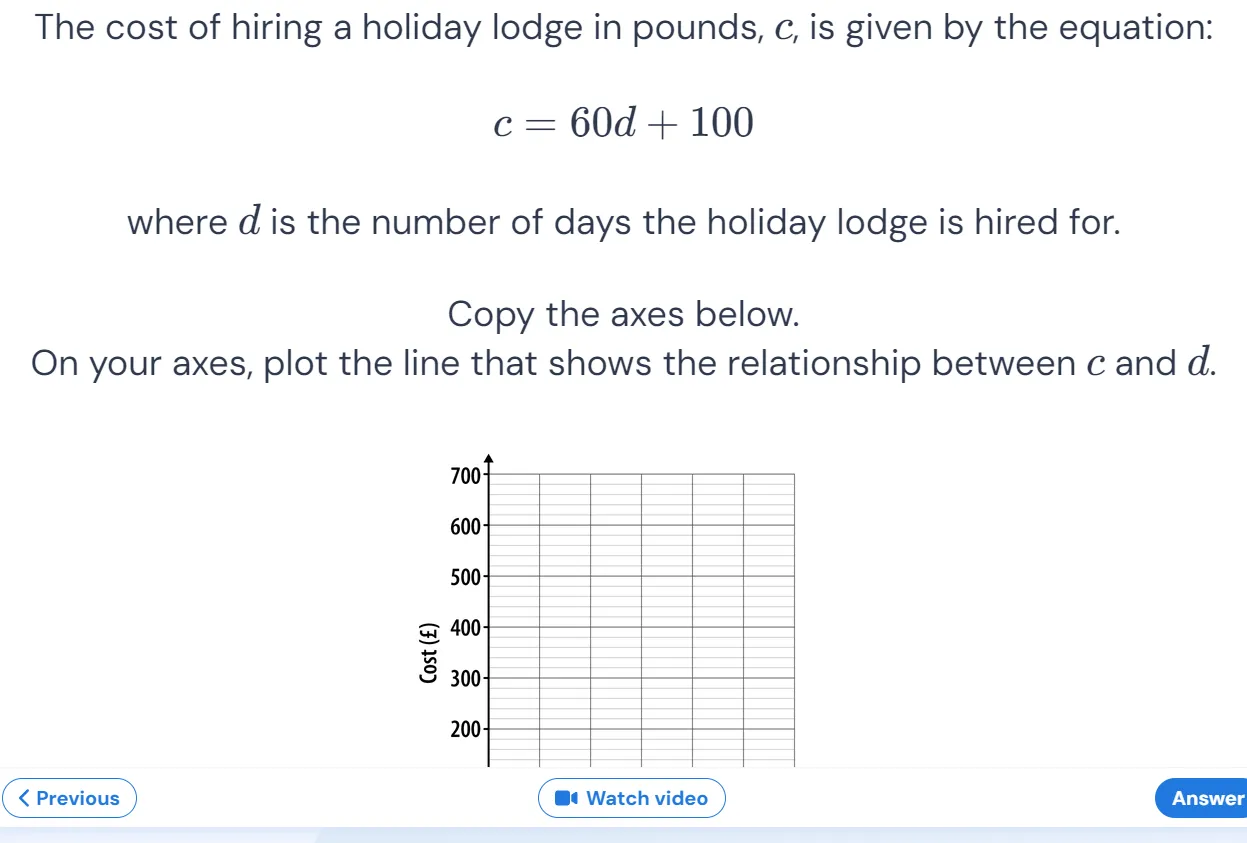 The cost of hiring a holiday lodge in pounds, c, is given by the equation:
c = 60d + 100
where d is the number of days the holiday lodge is hired for.
Copy the axes below.
On your axes, plot the line that shows the relationship between c and d.
700
600
500
400
300
200
Cost (£)
Previous
Watch video
Answer